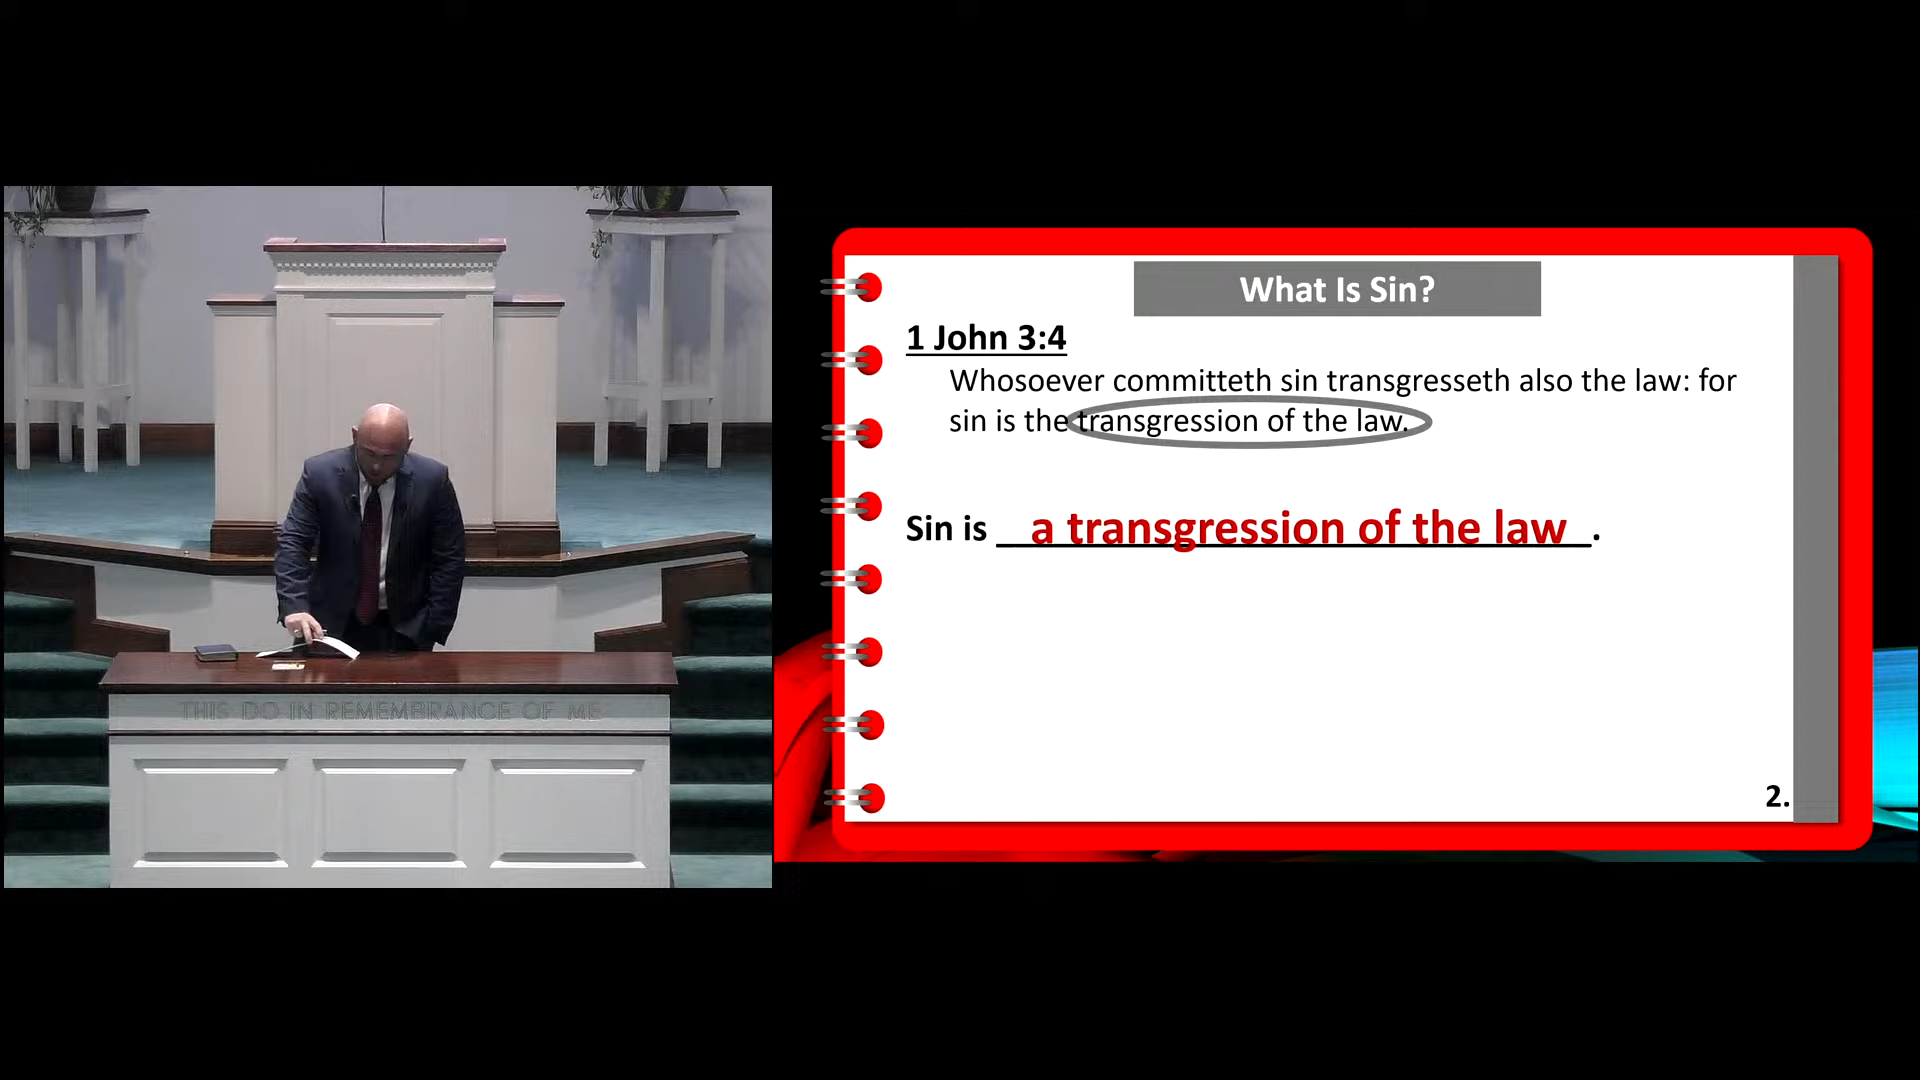 THIS DO IN REMEMBRANCE OF ME
What Is Sin?
1 John 3:4
Whosoever committeth sin transgresseth also the law: for
sin is the transgression of the law.
Sin is a transgression of the law.
2.